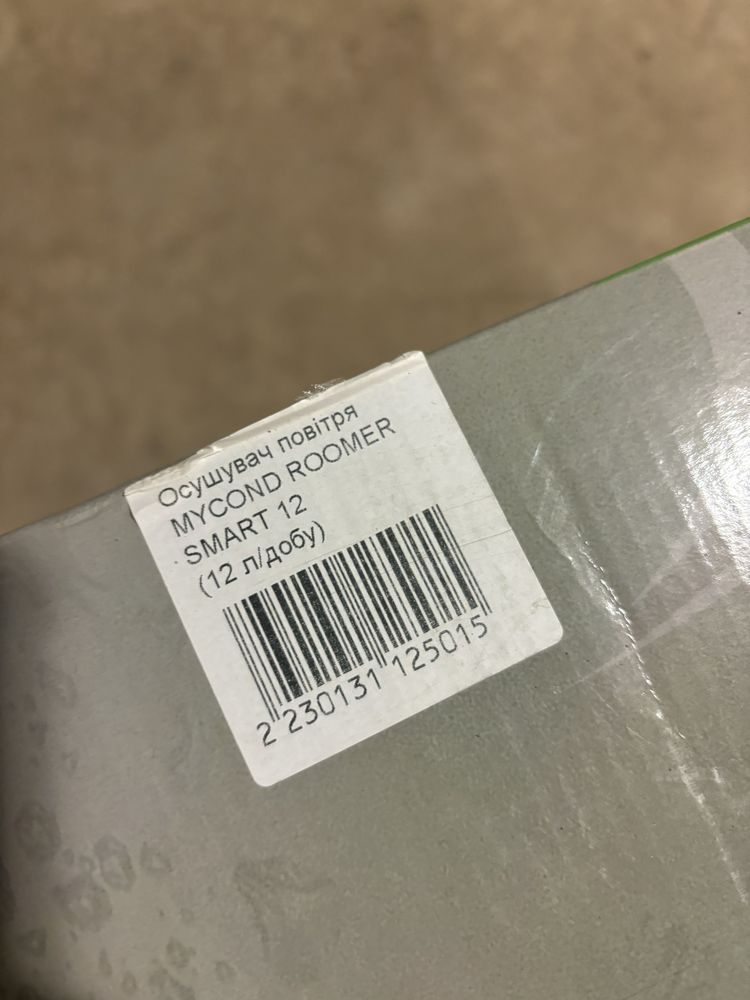 Осушувач повітря
MYCOND ROOMER
SMART 12
(12 л/добу)
2 230131 125015